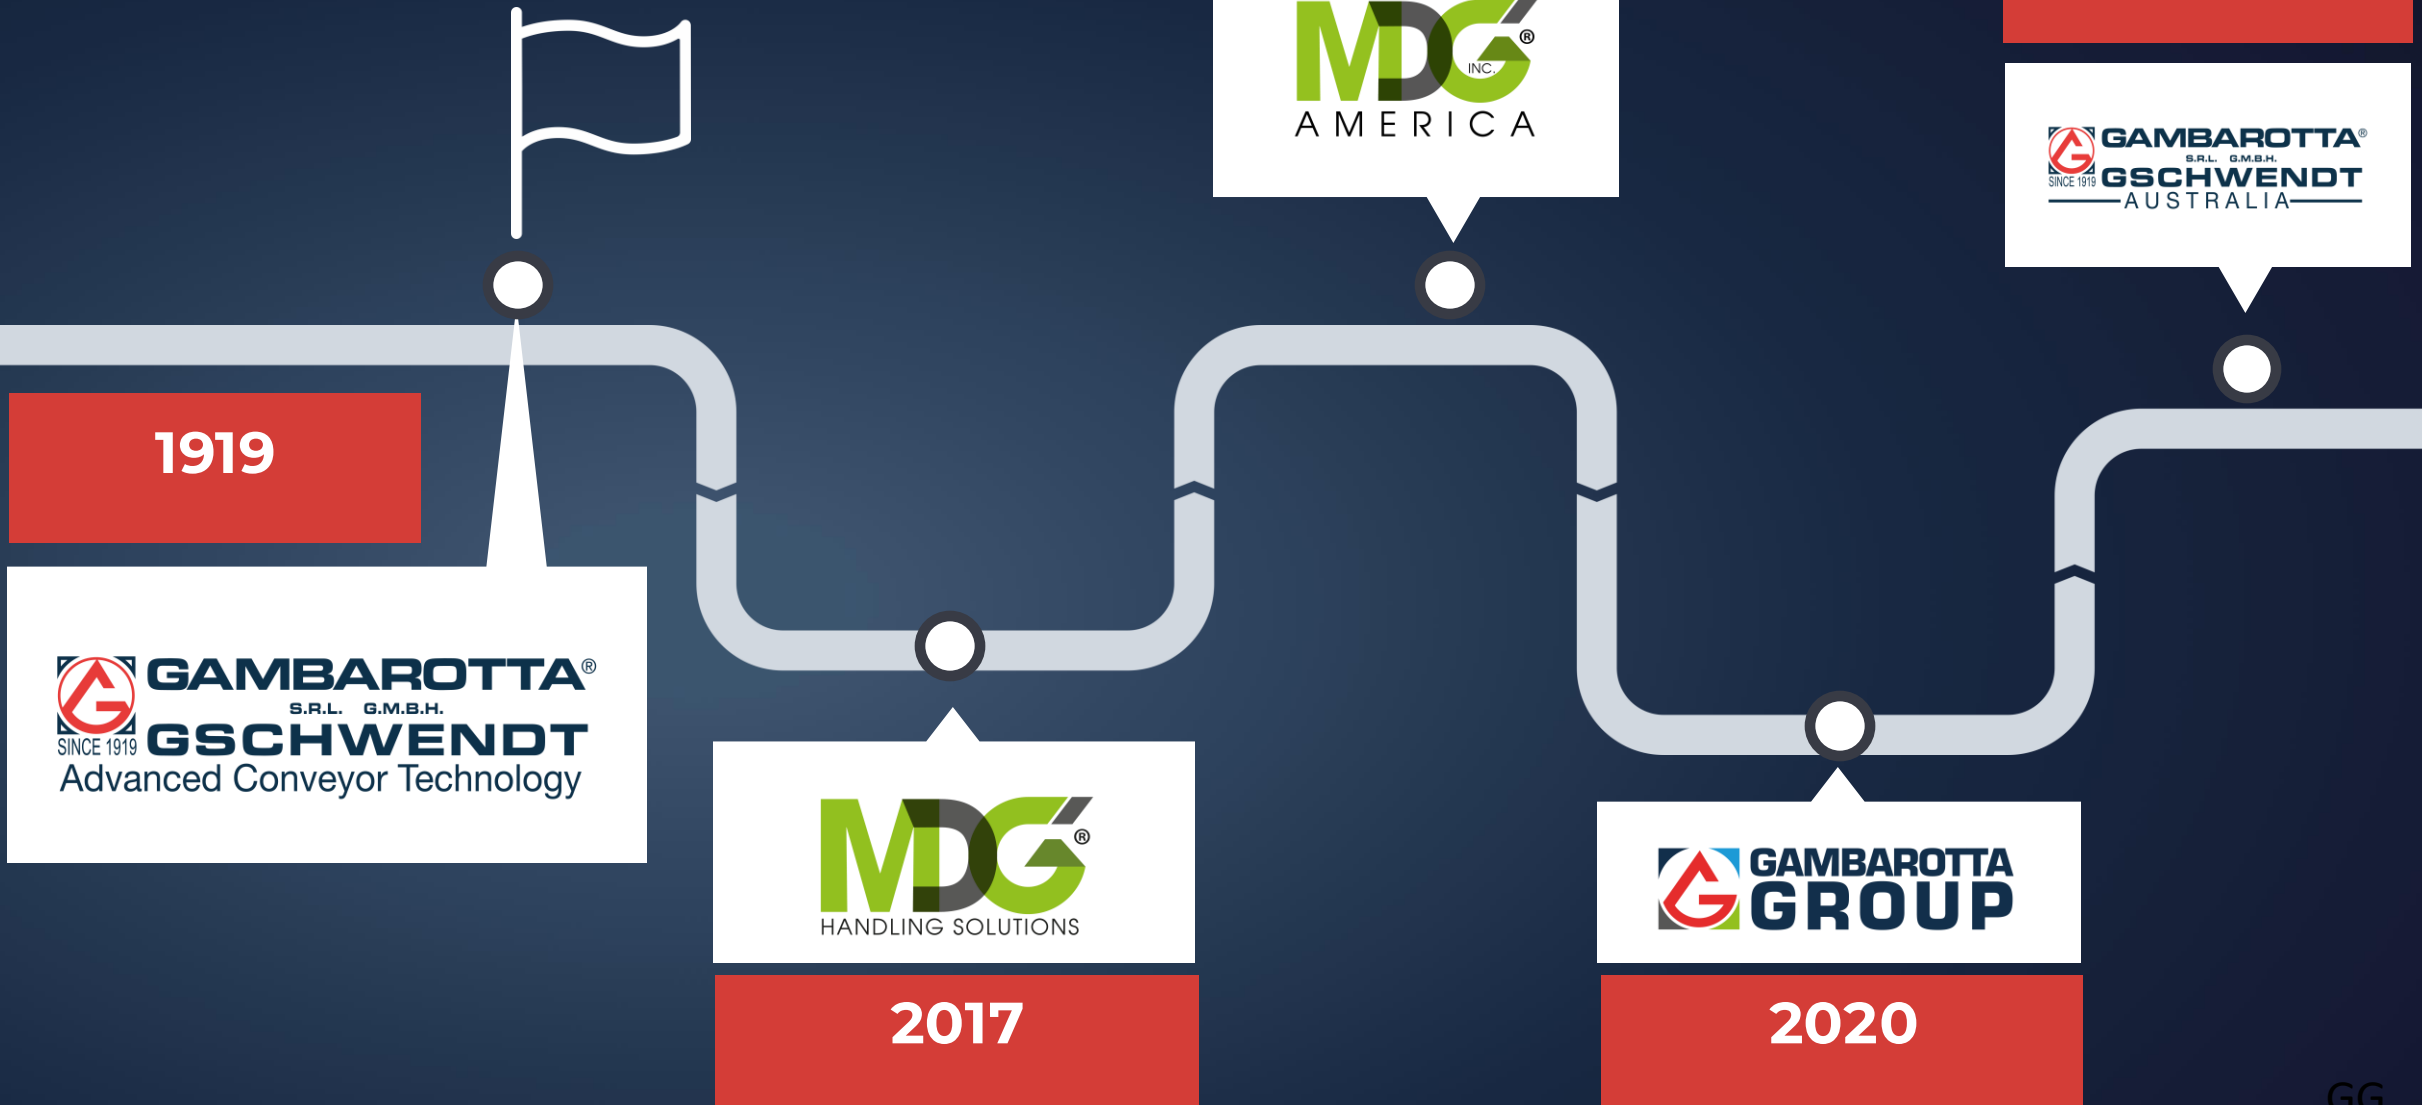 1919
GAMBAROTTA®
S.R.L. G.M.B.H.
GSCHWENDT
SINCE 1919
Advanced Conveyor Technology
MDG®
HANDLING SOLUTIONS
2017
MDG®
INC.
AMERICA
GAMBAROTTA
GROUP
2020
GAMBAROTTA®
S.R.L. G.M.B.H.
GSCHWENDT
SINCE 1919
AUSTRALIA
GG